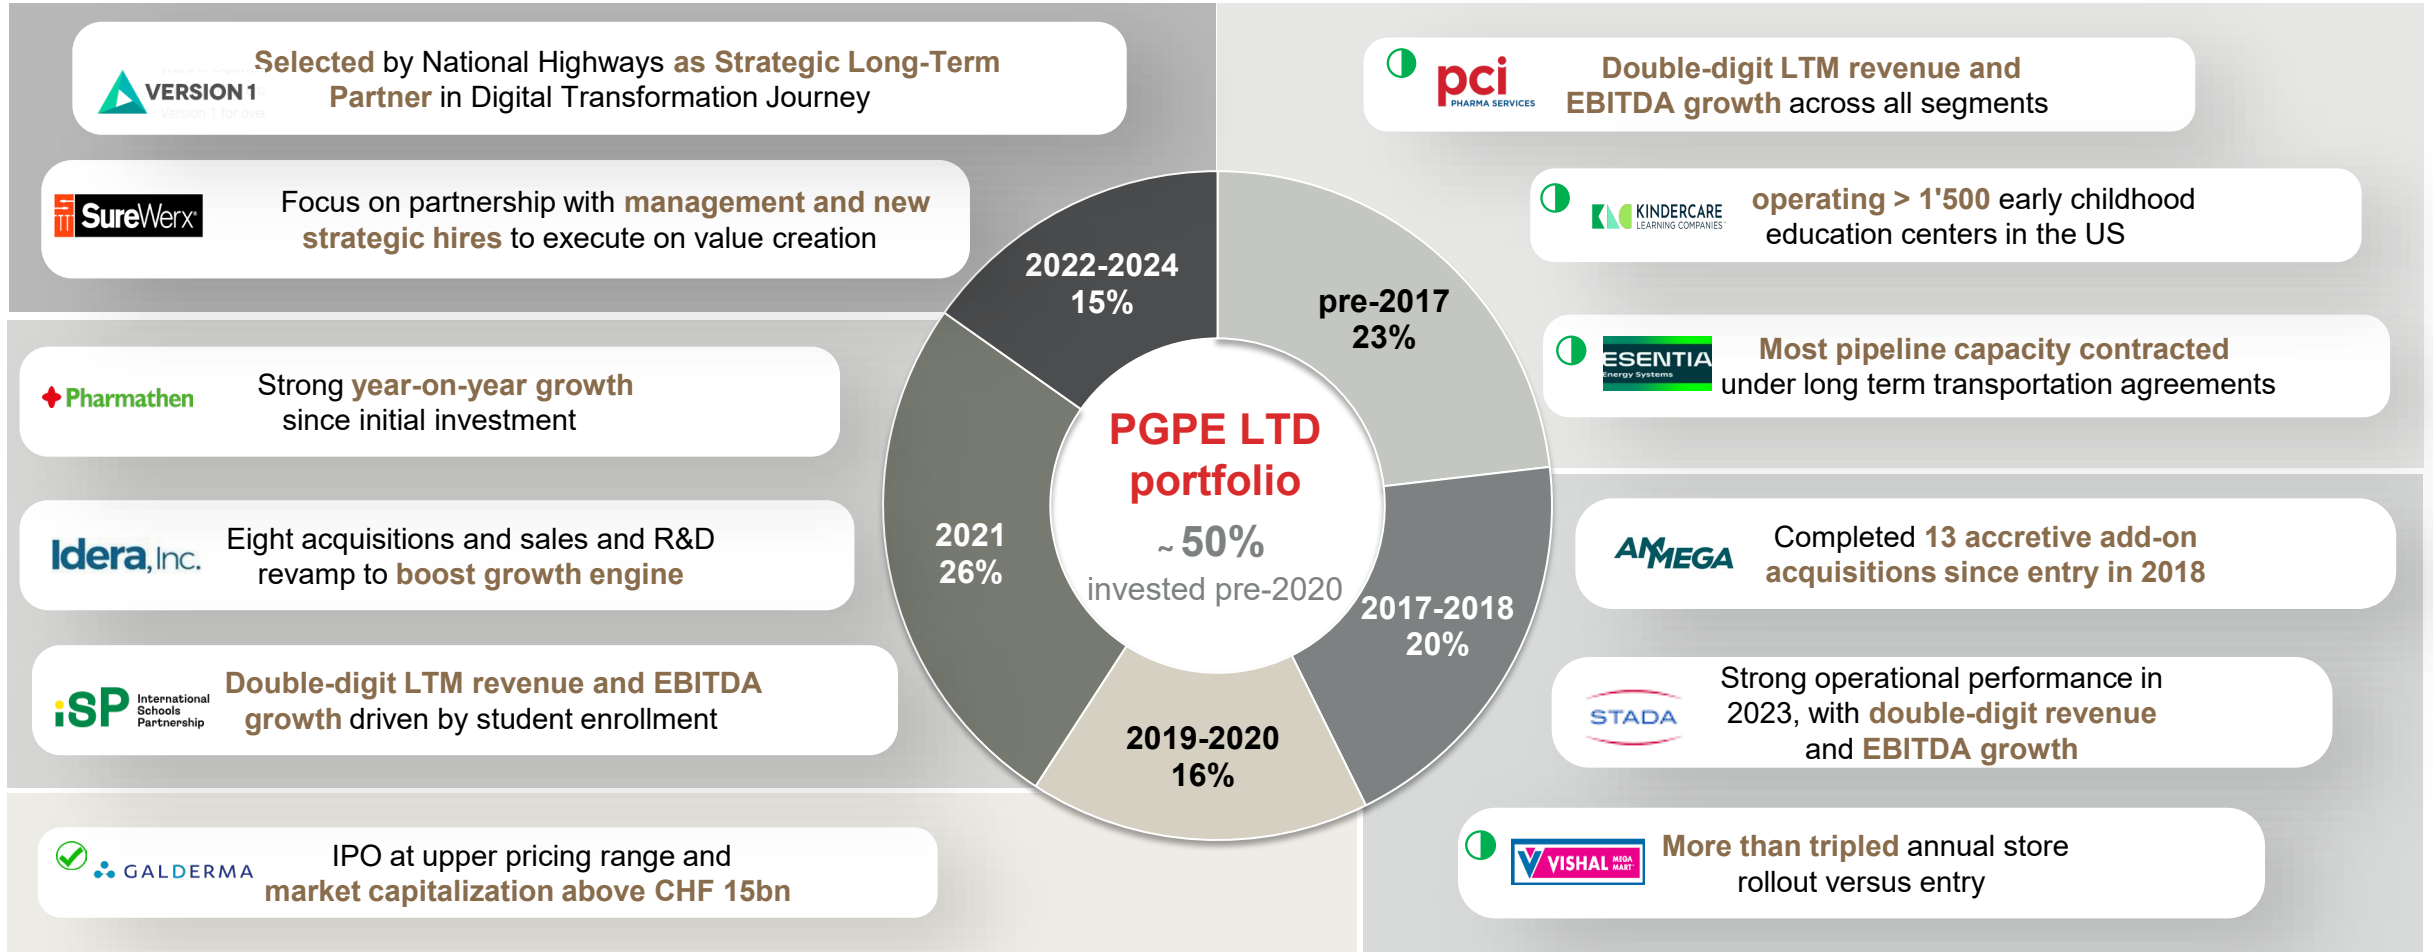 Selected by National Highways as Strategic Long-Term
Partner in Digital Transformation Journey
VERSION 1
Version 1 for over
SureWerx
Focus on partnership with management and new
strategic hires to execute on value creation
Pharmathen
Strong year-on-year growth
since initial investment
Idera, Inc.
Eight acquisitions and sales and R&D
revamp to boost growth engine
iSP International
Schools
Partnership
Double-digit LTM revenue and EBITDA
growth driven by student enrollment
GALDERMA
IPO at upper pricing range and
market capitalization above CHF 15bn
2022-2024
15%
pre-2017
23%
2021
26%
2017-2018
20%
2019-2020
16%
PGPE LTD
portfolio
~ 50%
invested pre-2020
pci
PHARMA SERVICES
Double-digit LTM revenue and
EBITDA growth across all segments
KINDERCARE
LEARNING COMPANIES
operating > 1'500 early childhood
education centers in the US
ESENTIA
Energy Systems
Most pipeline capacity contracted
under long term transportation agreements
AMMEGA
Completed 13 accretive add-on
acquisitions since entry in 2018
STADA
Strong operational performance in
2023, with double-digit revenue
and EBITDA growth
VISHAL MEGA
MART
More than tripled annual store
rollout versus entry